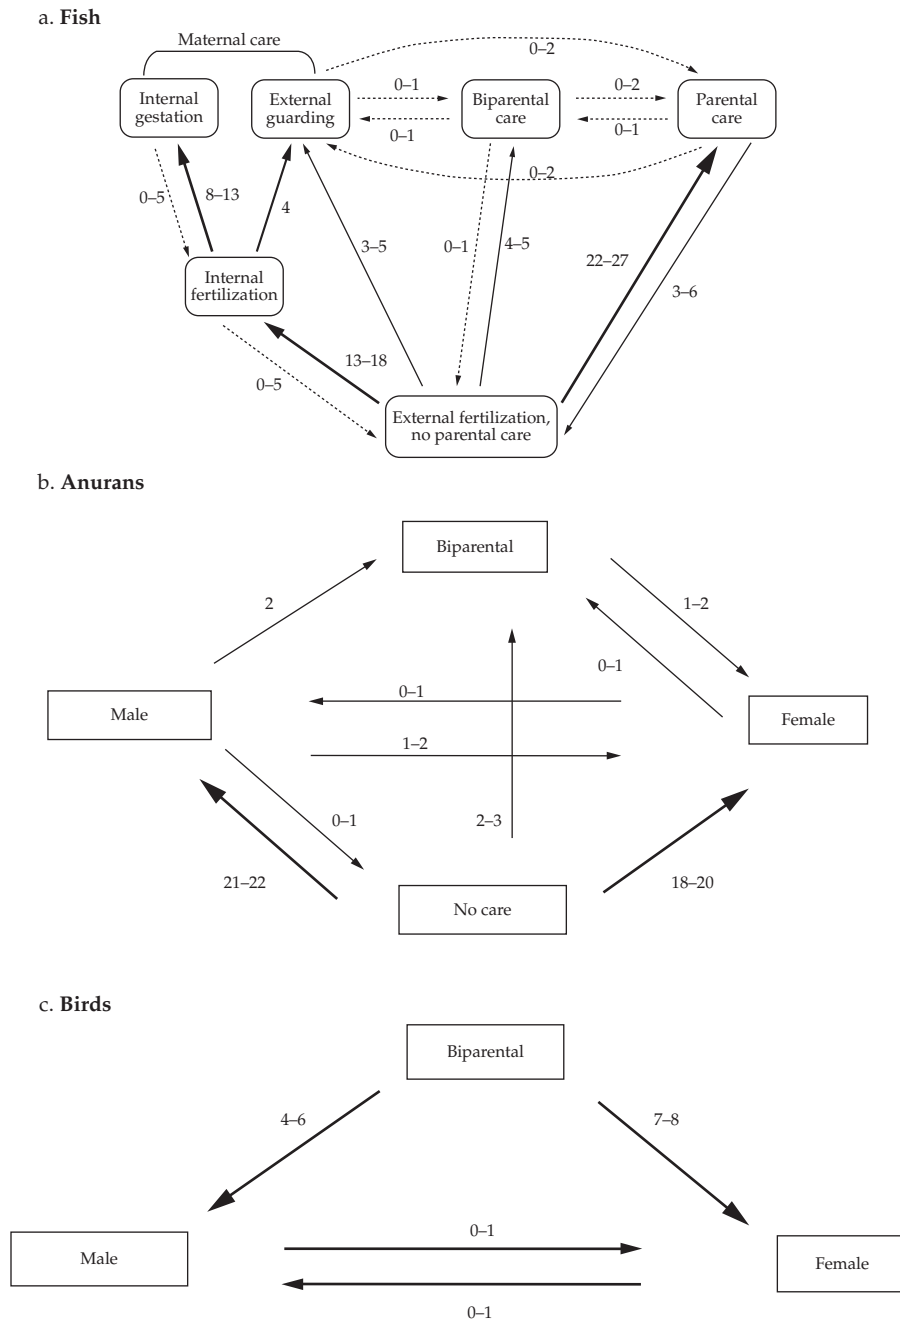 a. Fish
Maternal care
0–2
Internal
gestation
External
guarding
0–1
0–1
Biparental
care
0–2
0–1
Parental
care
0–2
0–5
8–13
4
3–5
0–1
4–5
22–27
3–6
Internal
fertilization
13–18
0–5
External fertilization,
no parental care
b. Anurans
Biparental
2
1–2
0–1
Male
0–1
1–2
Female
0–1
2–3
21–22
18–20
No care
c. Birds
Biparental
4–6
7–8
0–1
Male
Female
0–1